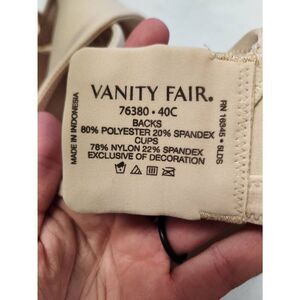 VANITY FAIR®
76380 • 40C
BACKS
80% POLYESTER 20% SPANDEX
CUPS
78% NYLON 22% SPANDEX
EXCLUSIVE OF DECORATION
MADE IN INDONESIA
RN 16345 • SLDS